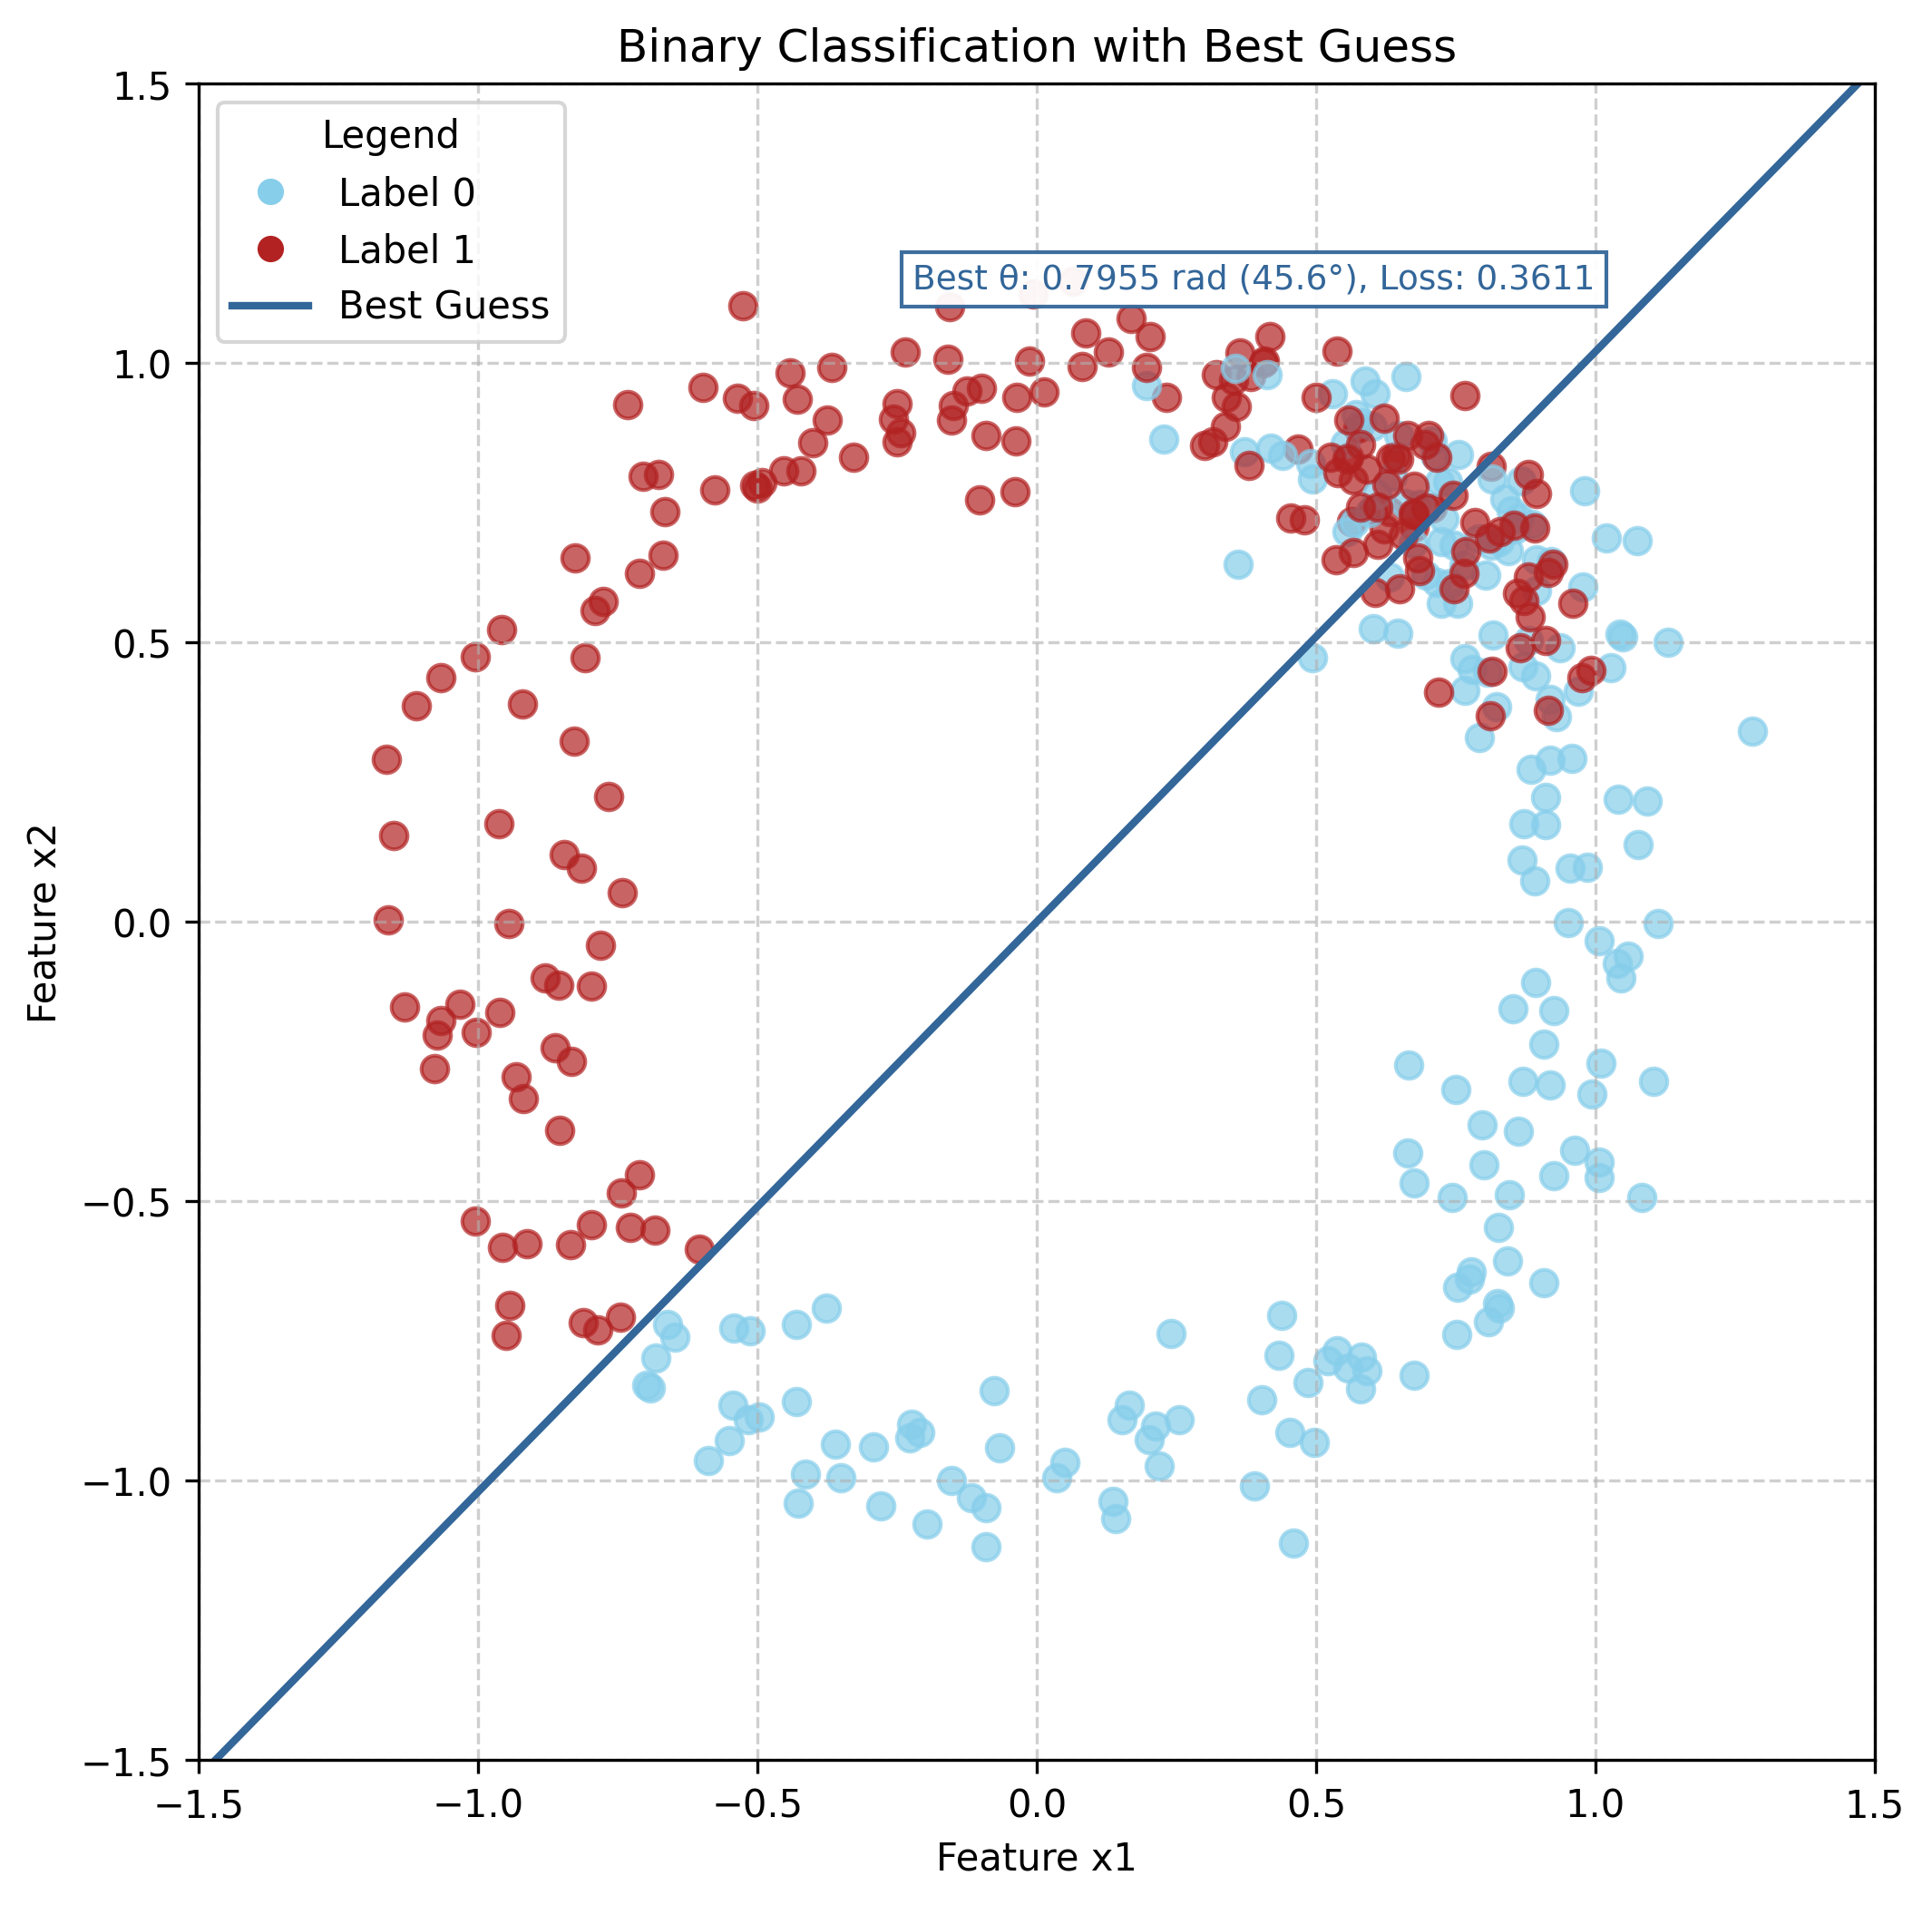 Binary Classification with Best Guess
Legend
Label 0
Label 1
Best Guess
Best θ: 0.7955 rad (45.6°), Loss: 0.3611
Feature x2
1.5
1.0
0.5
0.0
−0.5
−1.0
−1.5
−1.5 −1.0 −0.5 0.0 0.5 1.0 1.5
Feature x1